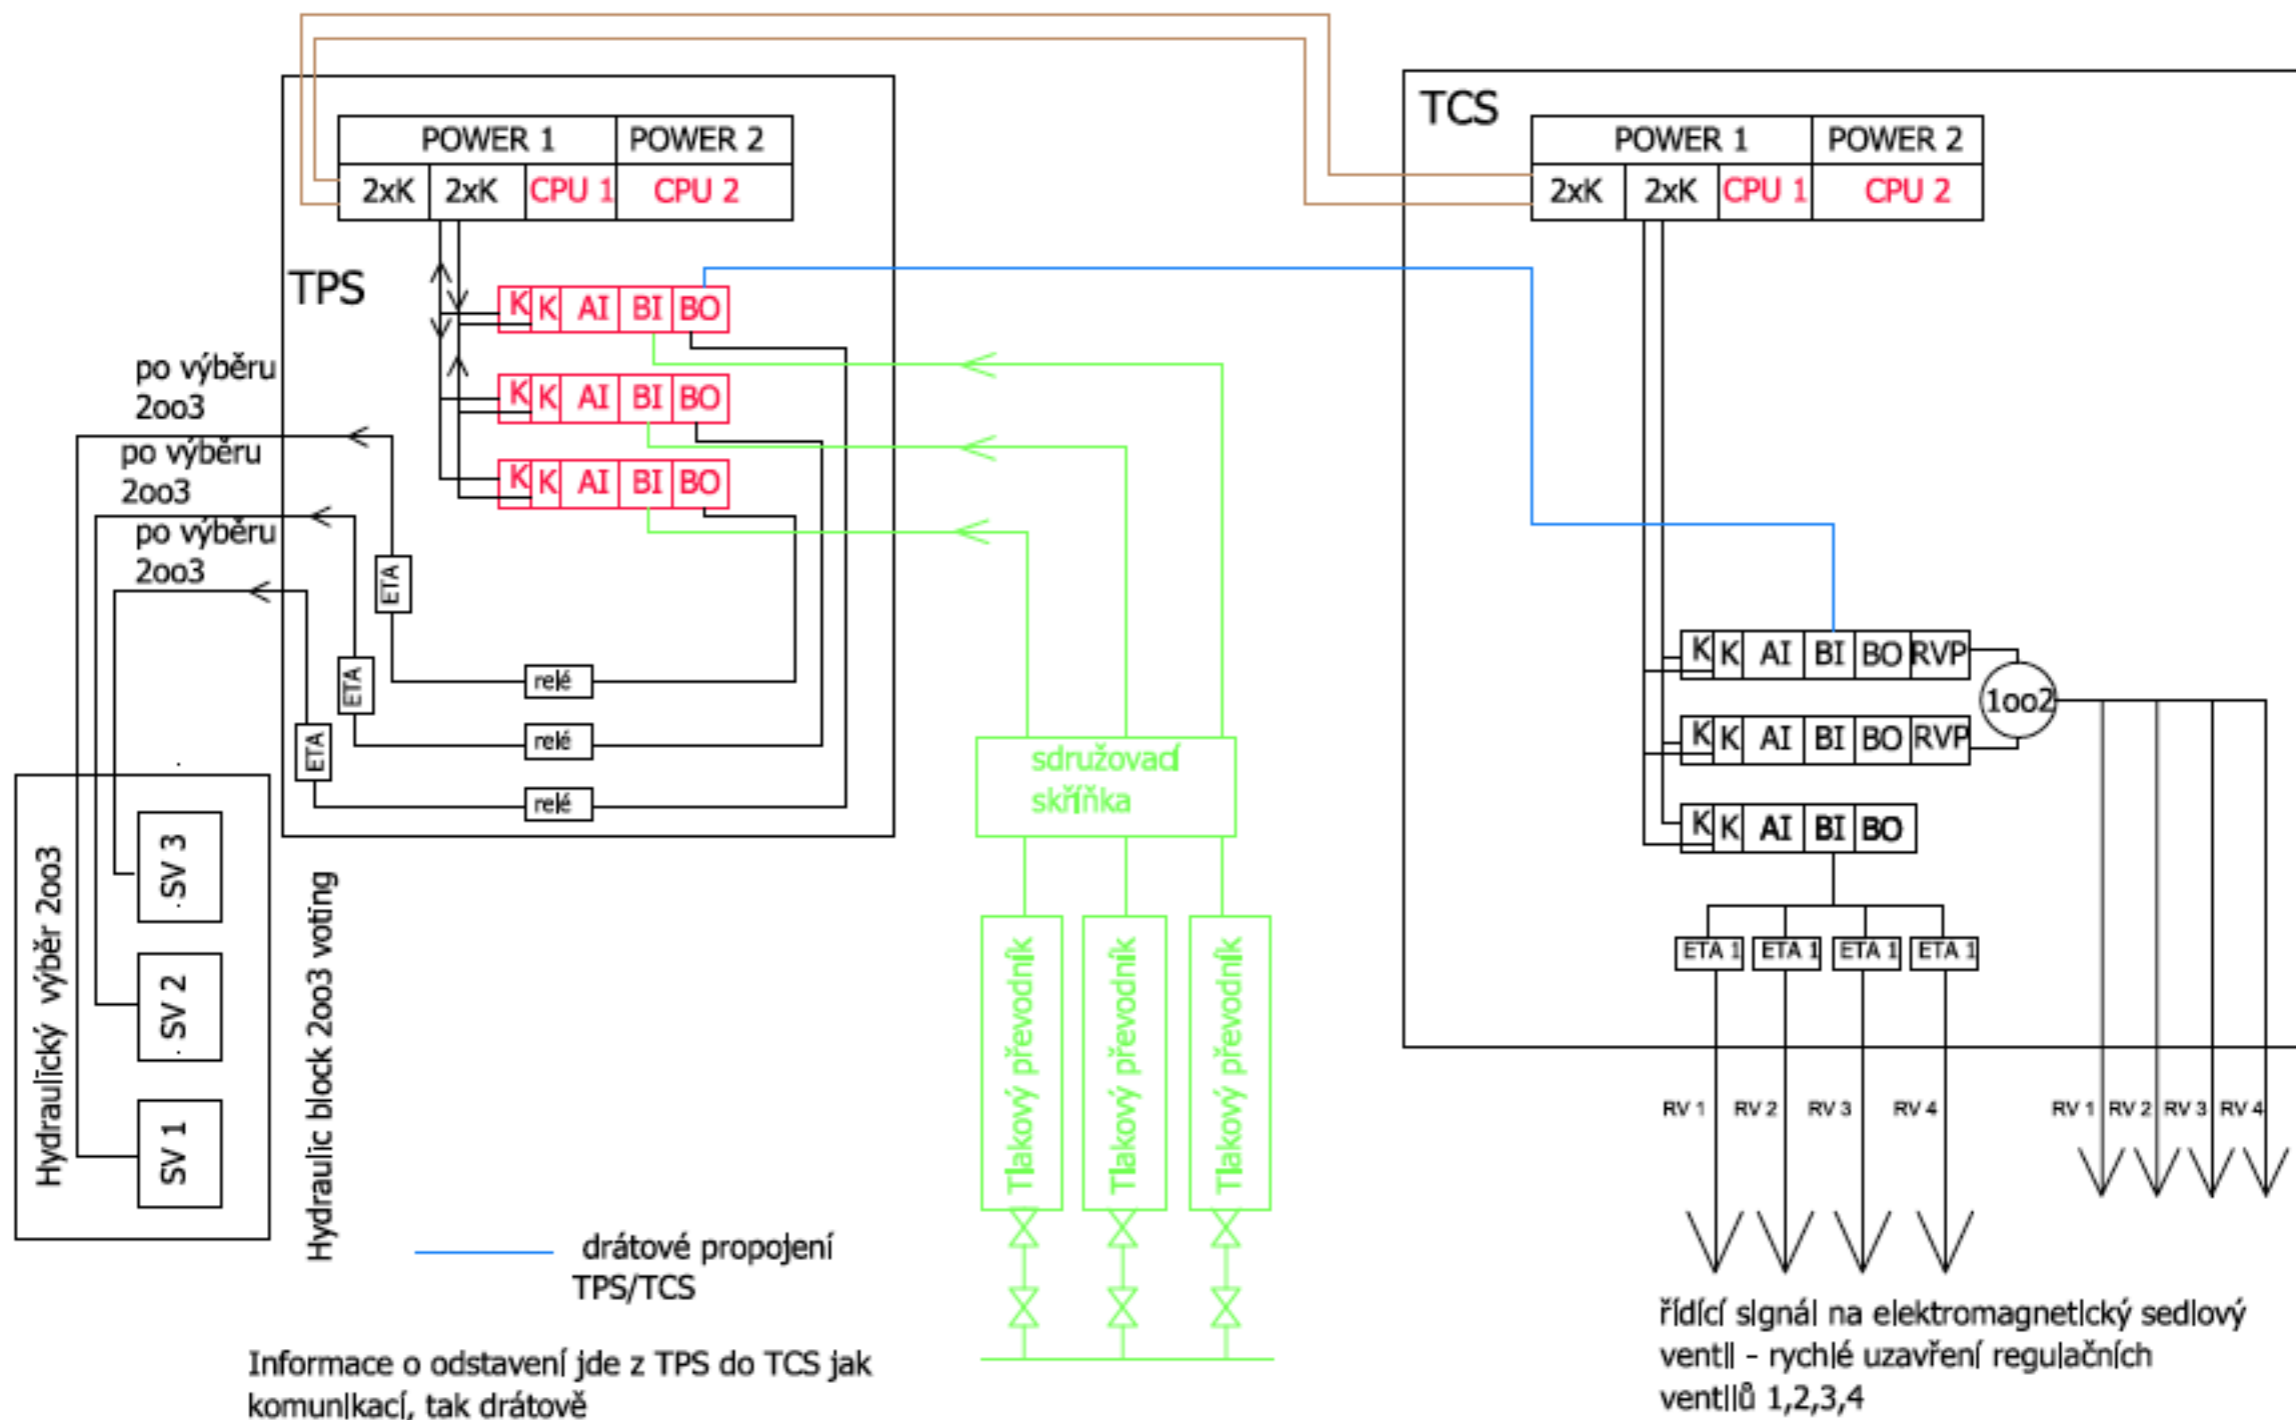 TCS
POWER 1 POWER 2
2xK 2xK CPU 1 CPU 2
POWER 1 POWER 2
2xK 2xK CPU 1 CPU 2
TPS
K K AI BI BO
K K AI BI BO
K K AI BI BO
po výběru
2oo3
po výběru
2oo3
po výběru
2oo3
ETA
ETA
ETA
relé
relé
relé
K K AI BI BO RVP
1oo2
K K AI BI BO RVP
K K AI BI BO
ETA 1 ETA 1 ETA 1 ETA 1
sdružovací
skříňka
Tlakový převodník
Tlakový převodník
Tlakový převodník
Hydraulický výběr 2oo3
SV 3
SV 2
SV 1
Hydraulic block 2oo3 voting
RV 1 RV 2 RV 3 RV 4
RV 1 RV 2 RV 3 RV 4
drátové propojení
TPS/TCS
Informace o odstavení jde z TPS do TCS jak
komunikací, tak drátově
řídící signál na elektromagnetický sedlový
ventil - rychlé uzavření regulačních
ventilů 1,2,3,4